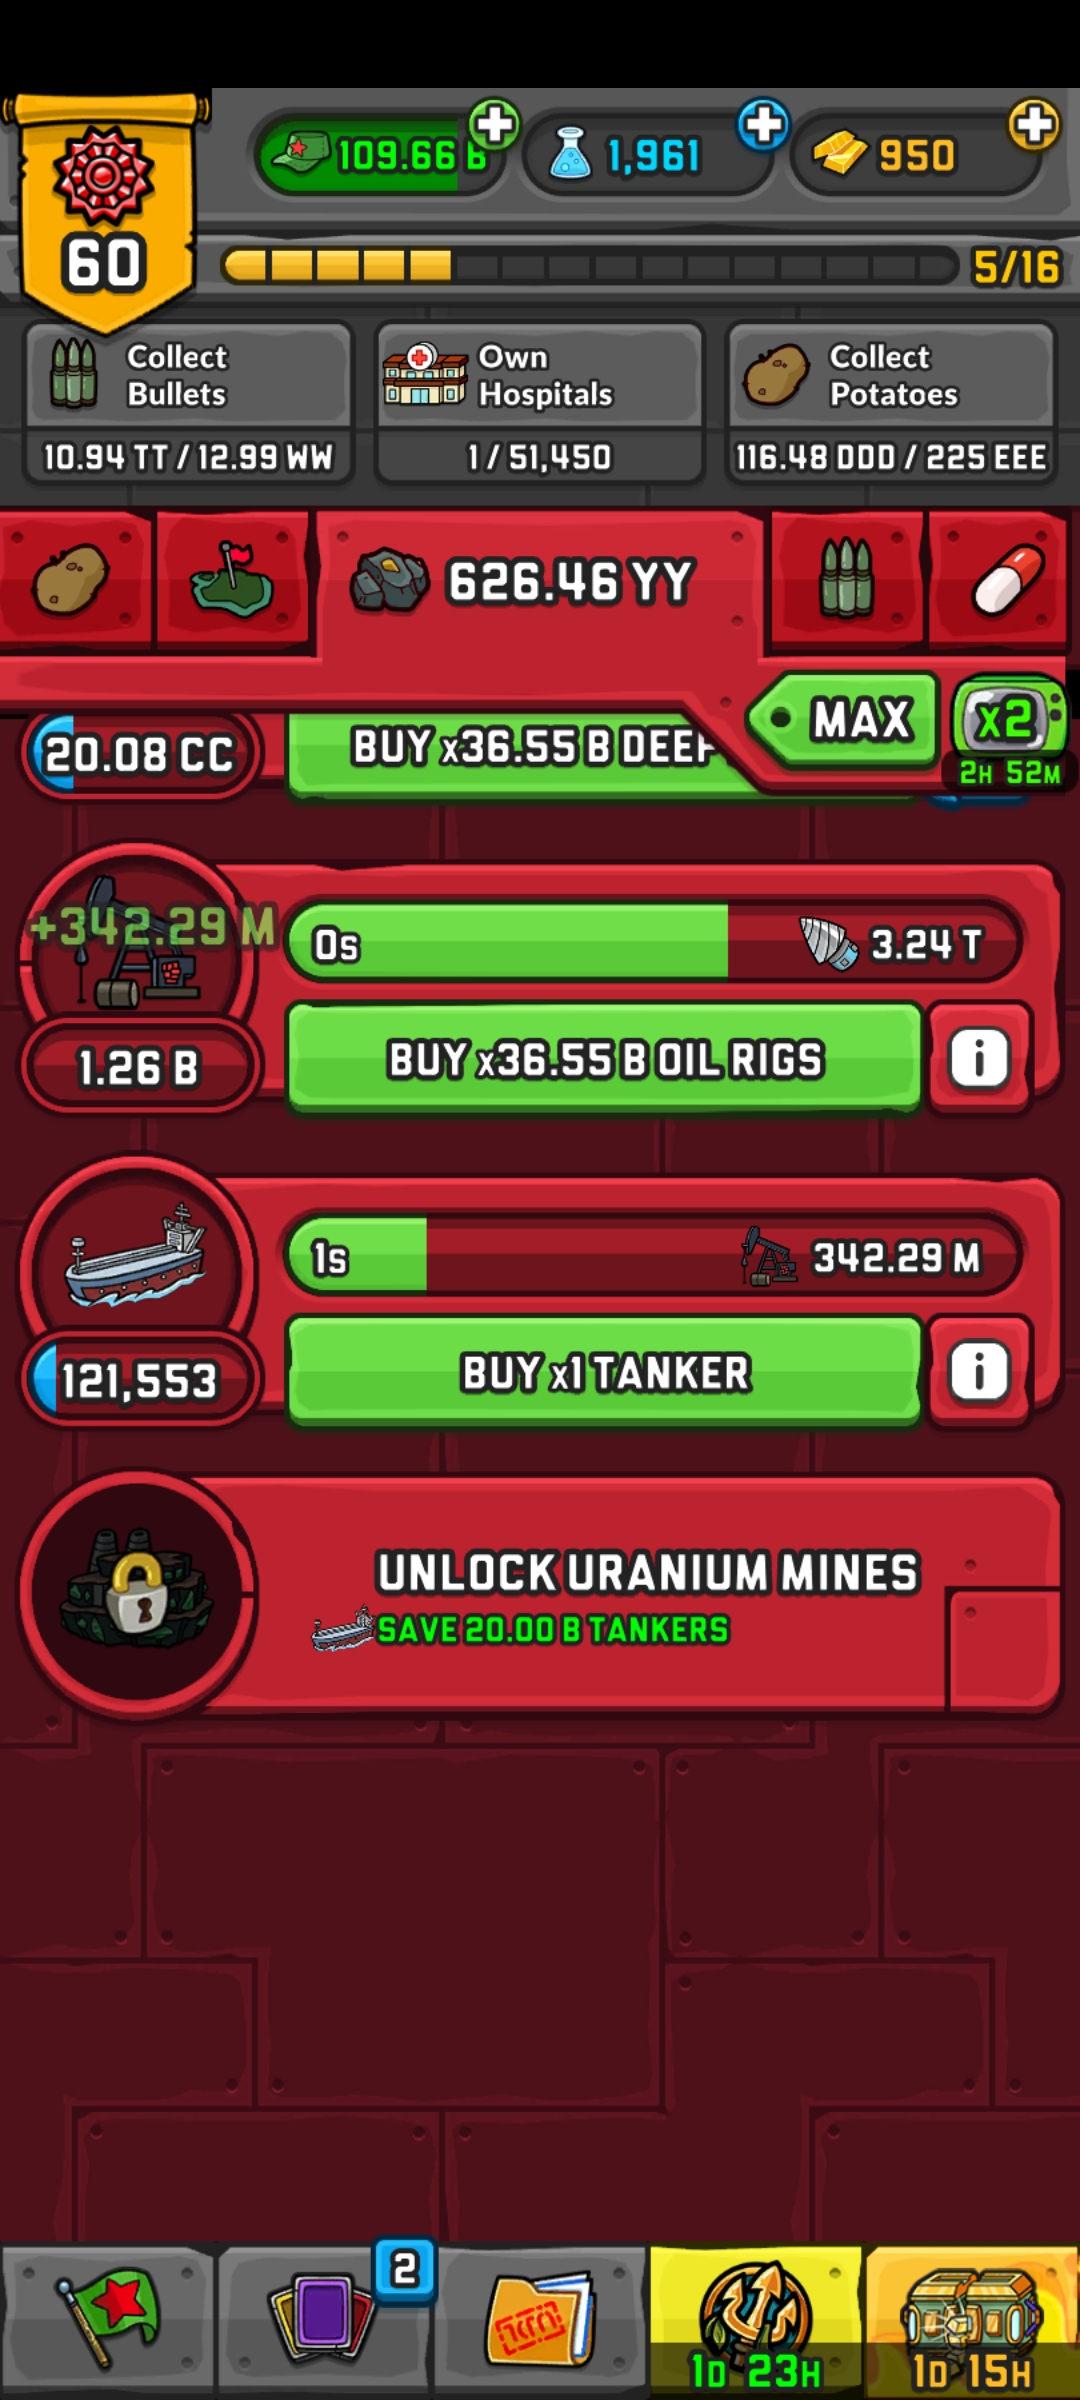 109.66 B
1,961
950
60
5/16
Collect
Bullets
10.94 TT / 12.99 WW
Own
Hospitals
1 / 51,450
Collect
Potatoes
116.48 DDD / 225 EEE
626.46 YY
MAX
x2
2H 52M
20.08 CC
BUY x36.55 B DEEP
+342.29 M
0s
3.24 T
1.26 B
BUY x36.55 B OIL RIGS
i
1s
342.29 M
121,553
BUY x1 TANKER
i
UNLOCK URANIUM MINES
SAVE 20.00 B TANKERS
2
1D 23H
1D 15H